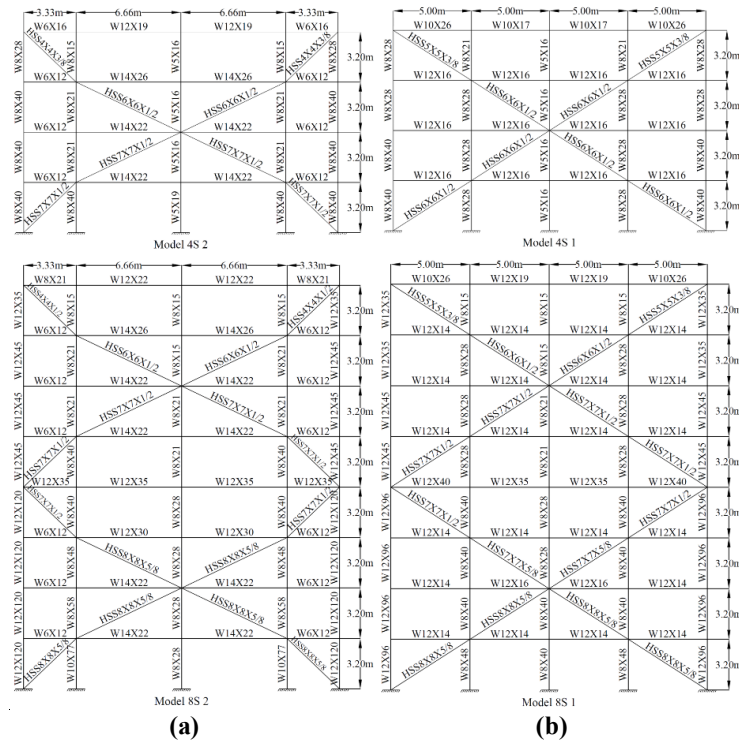 3.33m 6.66m 6.66m 3.33m
W6X16 W12X19 W12X19 W6X16
W8X28 HSS4X4X3/8 W8X15 W5X16 W8X15 HSS4X4X3/8 W8X28 3.20m
W6X12 W14X26 W14X26 W6X12
W8X40 W8X21 HSS6X6X1/2 W5X16 HSS6X6X1/2 W8X21 W8X40 3.20m
W6X12 W14X22 W14X22 W6X12
W8X40 W8X21 HSS7X7X1/2 W5X16 HSS7X7X1/2 W8X21 W8X40 3.20m
W6X12 W14X22 W14X22 W6X12
W8X40 HSS7X7X1/2 W8X40 W5X19 W8X40 HSS7X7X1/2 W8X40 3.20m
Model 4S 2
5.00m 5.00m 5.00m 5.00m
W10X26 W10X17 W10X17 W10X26
W8X28 HSS5X5X3/8 W8X21 W5X16 W8X21 HSS5X5X3/8 W8X28 3.20m
W12X16 W12X16 W12X16 W12X16
W8X28 W8X28 HSS6X6X1/2 W5X16 HSS6X6X1/2 W8X28 W8X28 3.20m
W12X16 W12X16 W12X16 W12X16
W8X40 W8X28 HSS6X6X1/2 W5X16 HSS6X6X1/2 W8X28 W8X40 3.20m
W12X16 W12X16 W12X16 W12X16
W8X40 HSS6X6X1/2 W8X28 W5X16 W8X28 HSS6X6X1/2 W8X40 3.20m
Model 4S 1
3.33m 6.66m 6.66m 3.33m
W8X21 W12X22 W12X22 W8X21
W12X35 HSS4X4X1/2 W8X15 W8X15 W8X15 HSS4X4X1/2 W12X35 3.20m
W6X12 W14X26 W14X26 W6X12
W12X45 W8X21 HSS6X6X1/2 W8X15 HSS6X6X1/2 W8X21 W12X45 3.20m
W6X12 W14X22 W14X22 W6X12
W12X45 W8X21 HSS7X7X1/2 W8X21 HSS7X7X1/2 W8X21 W12X45 3.20m
W6X12 W14X22 W14X22 W6X12
W12X45 HSS7X7X1/2 W8X40 W8X21 W8X40 HSS7X7X1/2 W12X45 3.20m
W12X35 W12X35 W12X35 W12X35
W12X120 HSS7X7X1/2 W8X40 W8X28 W8X40 HSS7X7X1/2 W12X120 3.20m
W6X12 W12X30 W12X30 W6X12
W12X120 W8X48 HSS8X8X5/8 W8X28 HSS8X8X5/8 W8X48 W12X120 3.20m
W6X12 W14X22 W14X22 W6X12
W12X120 W8X58 HSS8X8X5/8 W8X28 HSS8X8X5/8 W8X58 W12X120 3.20m
W6X12 W14X22 W14X22 W6X12
W12X120 HSS8X8X5/8 W10X77 W8X28 W10X77 HSS8X8X5/8 W12X120 3.20m
Model 8S 2
5.00m 5.00m 5.00m 5.00m
W10X26 W12X19 W12X19 W10X26
W12X35 HSS5X5X3/8 W8X28 W8X15 W8X28 HSS5X5X3/8 W12X35 3.20m
W12X14 W12X14 W12X14 W12X14
W12X35 W8X28 HSS6X6X1/2 W8X15 HSS6X6X1/2 W8X28 W12X35 3.20m
W12X14 W12X14 W12X14 W12X14
W12X45 W8X28 HSS7X7X1/2 W8X21 HSS7X7X1/2 W8X28 W12X45 3.20m
W12X14 W12X14 W12X14 W12X14
W12X45 HSS7X7X1/2 W8X28 W8X21 W8X28 HSS7X7X1/2 W12X45 3.20m
W12X40 W12X35 W12X35 W12X40
W12X96 HSS7X7X1/2 W8X40 W8X28 W8X40 HSS7X7X1/2 W12X96 3.20m
W12X14 W12X14 W12X14 W12X14
W12X96 W8X40 HSS7X7X5/8 W8X28 HSS7X7X5/8 W8X40 W12X96 3.20m
W12X14 W12X16 W12X16 W12X14
W12X96 W8X40 HSS8X8X5/8 W8X40 HSS8X8X5/8 W8X40 W12X96 3.20m
W12X14 W12X14 W12X14 W12X14
W12X96 HSS8X8X5/8 W8X48 W8X40 W8X48 HSS8X8X5/8 W12X96 3.20m
Model 8S 1
(a) (b)